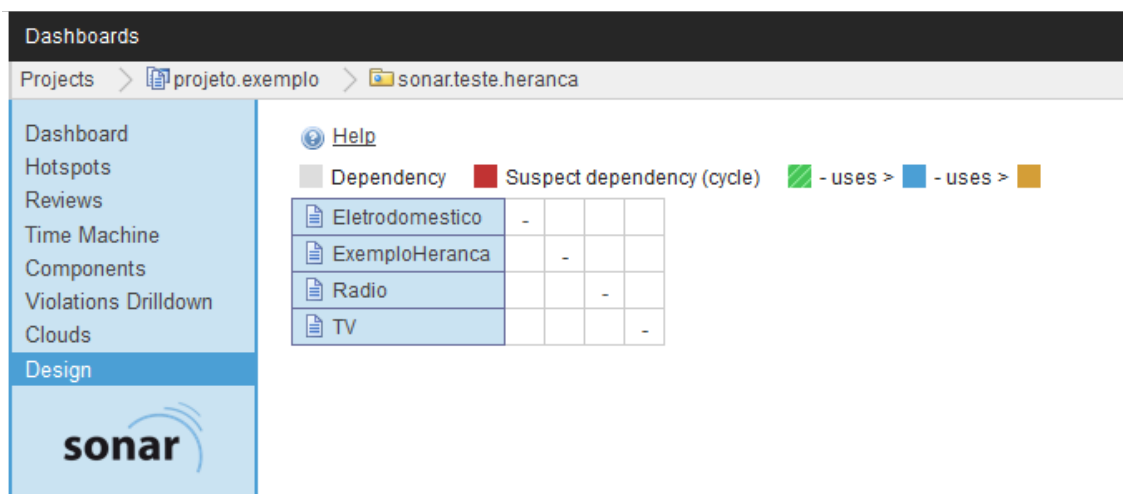 Dashboards
Projects > projeto.exemplo > sonar.teste.heranca
Dashboard
Hotspots
Reviews
Time Machine
Components
Violations Drilldown
Clouds
Design
sonar
Help
Dependency Suspect dependency (cycle) - uses > - uses >
Eletrodomestico -
ExemploHeranca -
Radio -
TV -